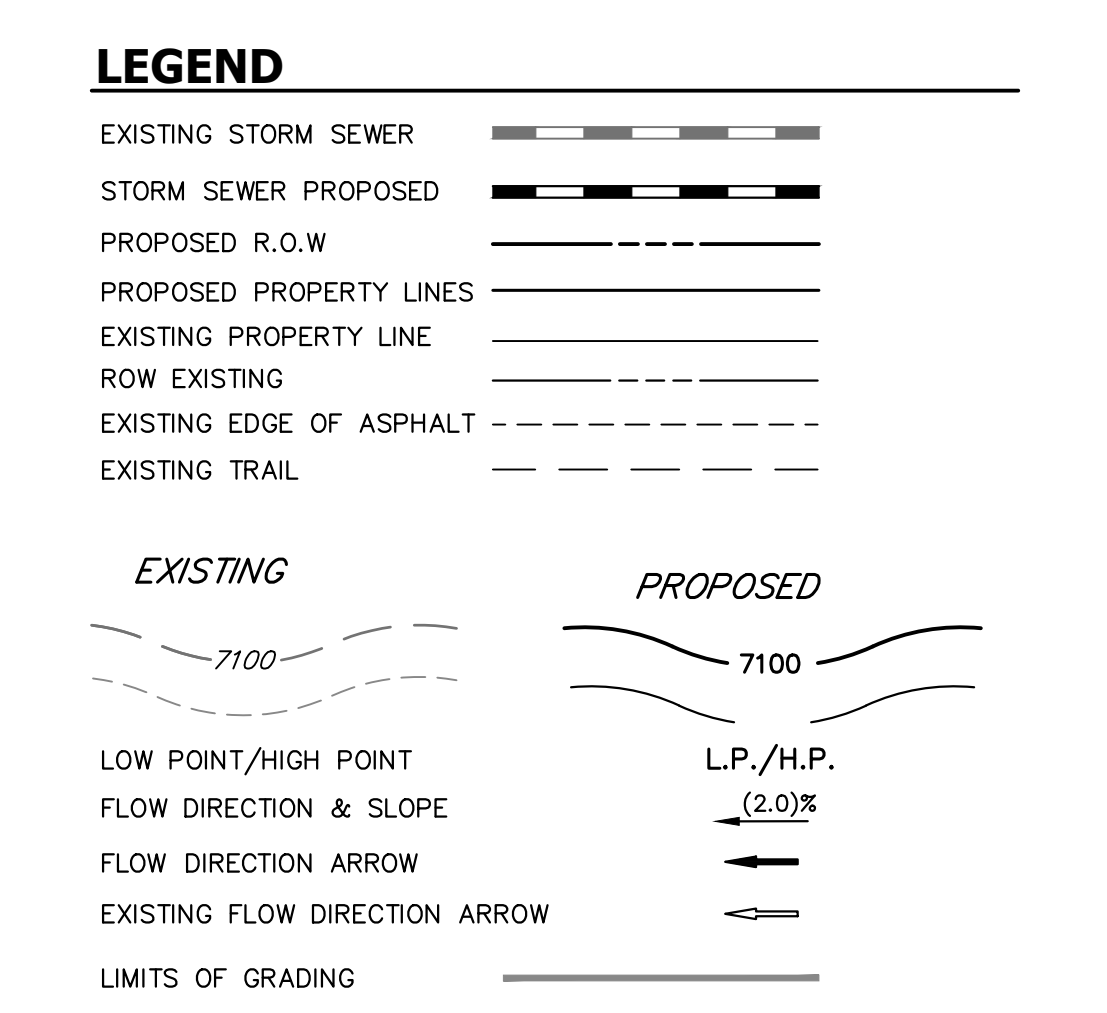 LEGEND
EXISTING STORM SEWER
STORM SEWER PROPOSED
PROPOSED R.O.W
PROPOSED PROPERTY LINES
EXISTING PROPERTY LINE
ROW EXISTING
EXISTING EDGE OF ASPHALT
EXISTING TRAIL
EXISTING
PROPOSED
7100
7100
LOW POINT/HIGH POINT
L.P./H.P.
FLOW DIRECTION & SLOPE
(2.0)%
FLOW DIRECTION ARROW
EXISTING FLOW DIRECTION ARROW
LIMITS OF GRADING